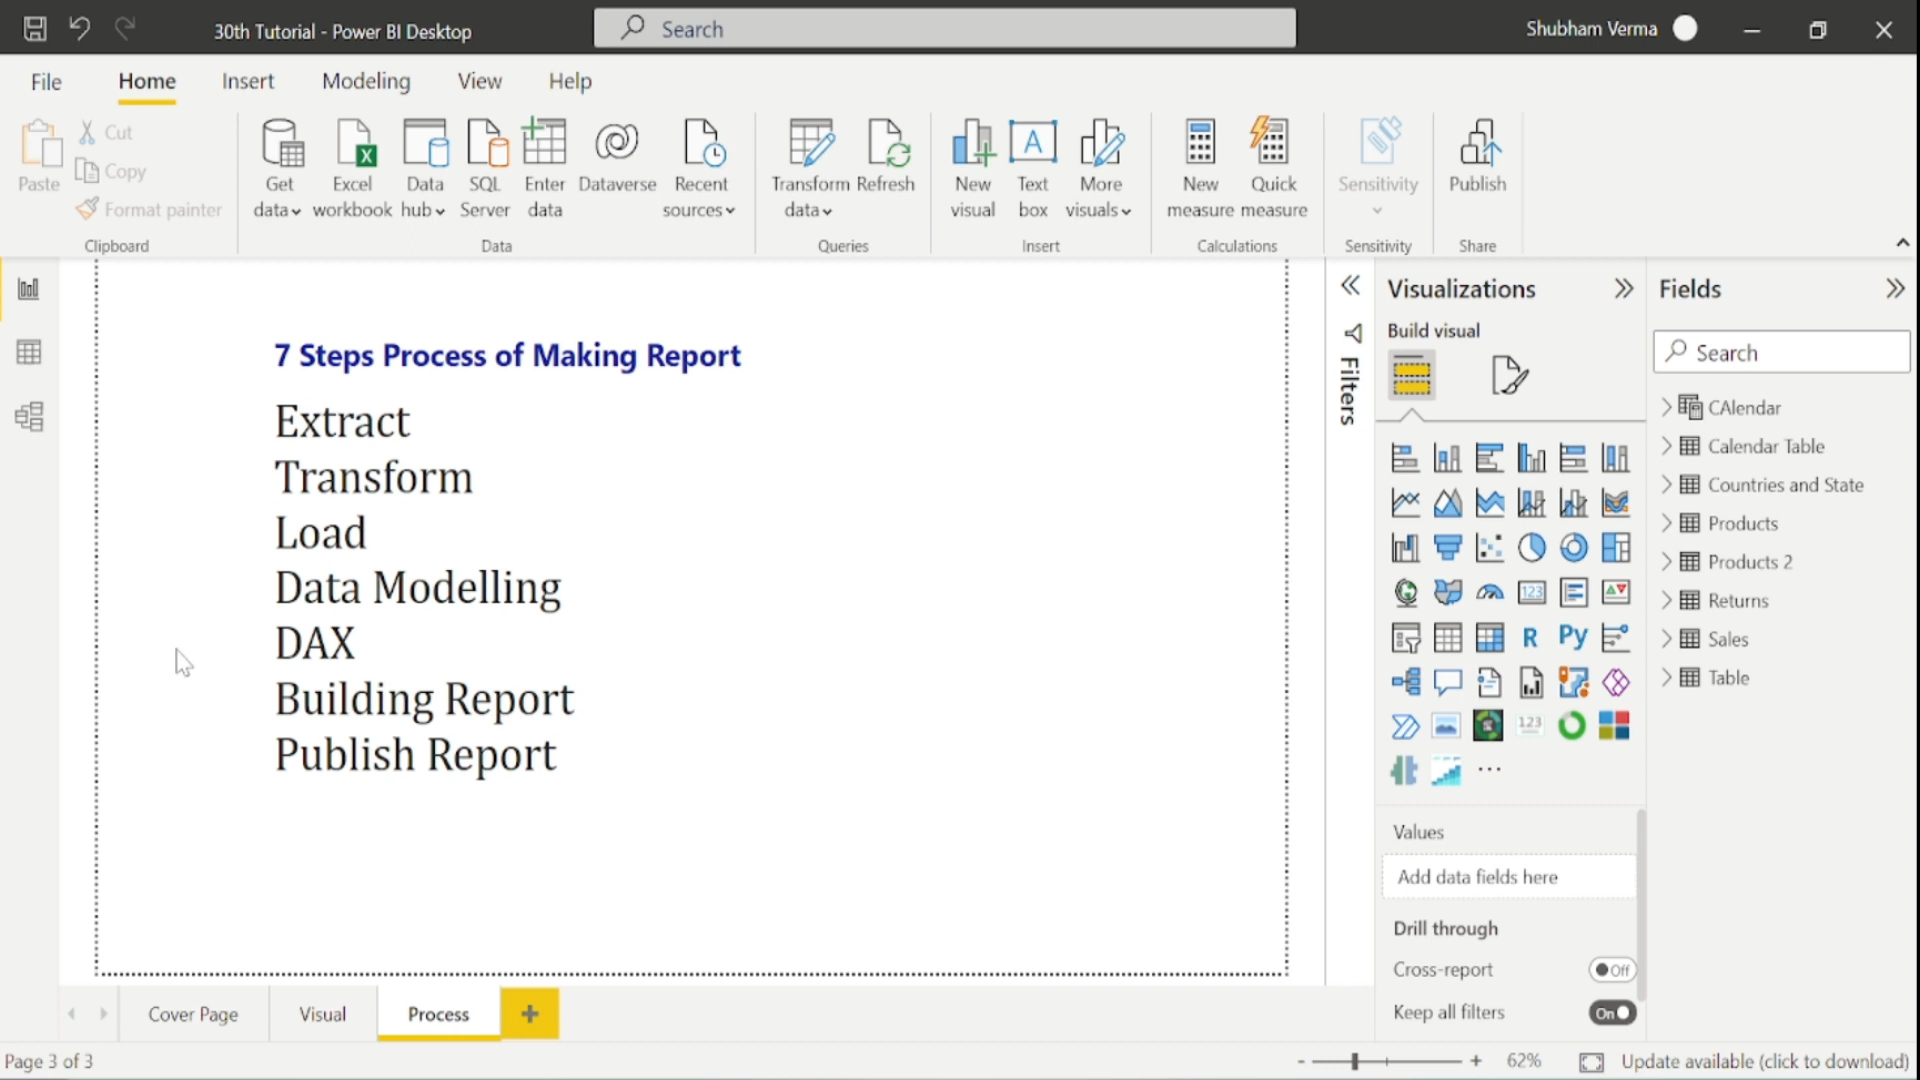 30th Tutorial - Power BI Desktop
Search
Shubham Verma
File
Home
Insert
Modeling
View
Help
Paste
Cut
Copy
Format painter
Clipboard
Get data
Excel workbook
Data hub
SQL Server
Enter data
Dataverse
Recent sources
Data
Transform data
Refresh
Queries
New visual
Text box
More visuals
Insert
New measure
Quick measure
Calculations
Sensitivity
Sensitivity
Publish
Share
7 Steps Process of Making Report
Extract
Transform
Load
Data Modelling
DAX
Building Report
Publish Report
Filters
Visualizations
Build visual
123
R
Py
123
Values
Add data fields here
Drill through
Cross-report
Off
Keep all filters
On
Fields
Search
CAlendar
Calendar Table
Countries and State
Products
Products 2
Returns
Sales
Table
Cover Page
Visual
Process
+
Page 3 of 3
- + 62%
Update available (click to download)